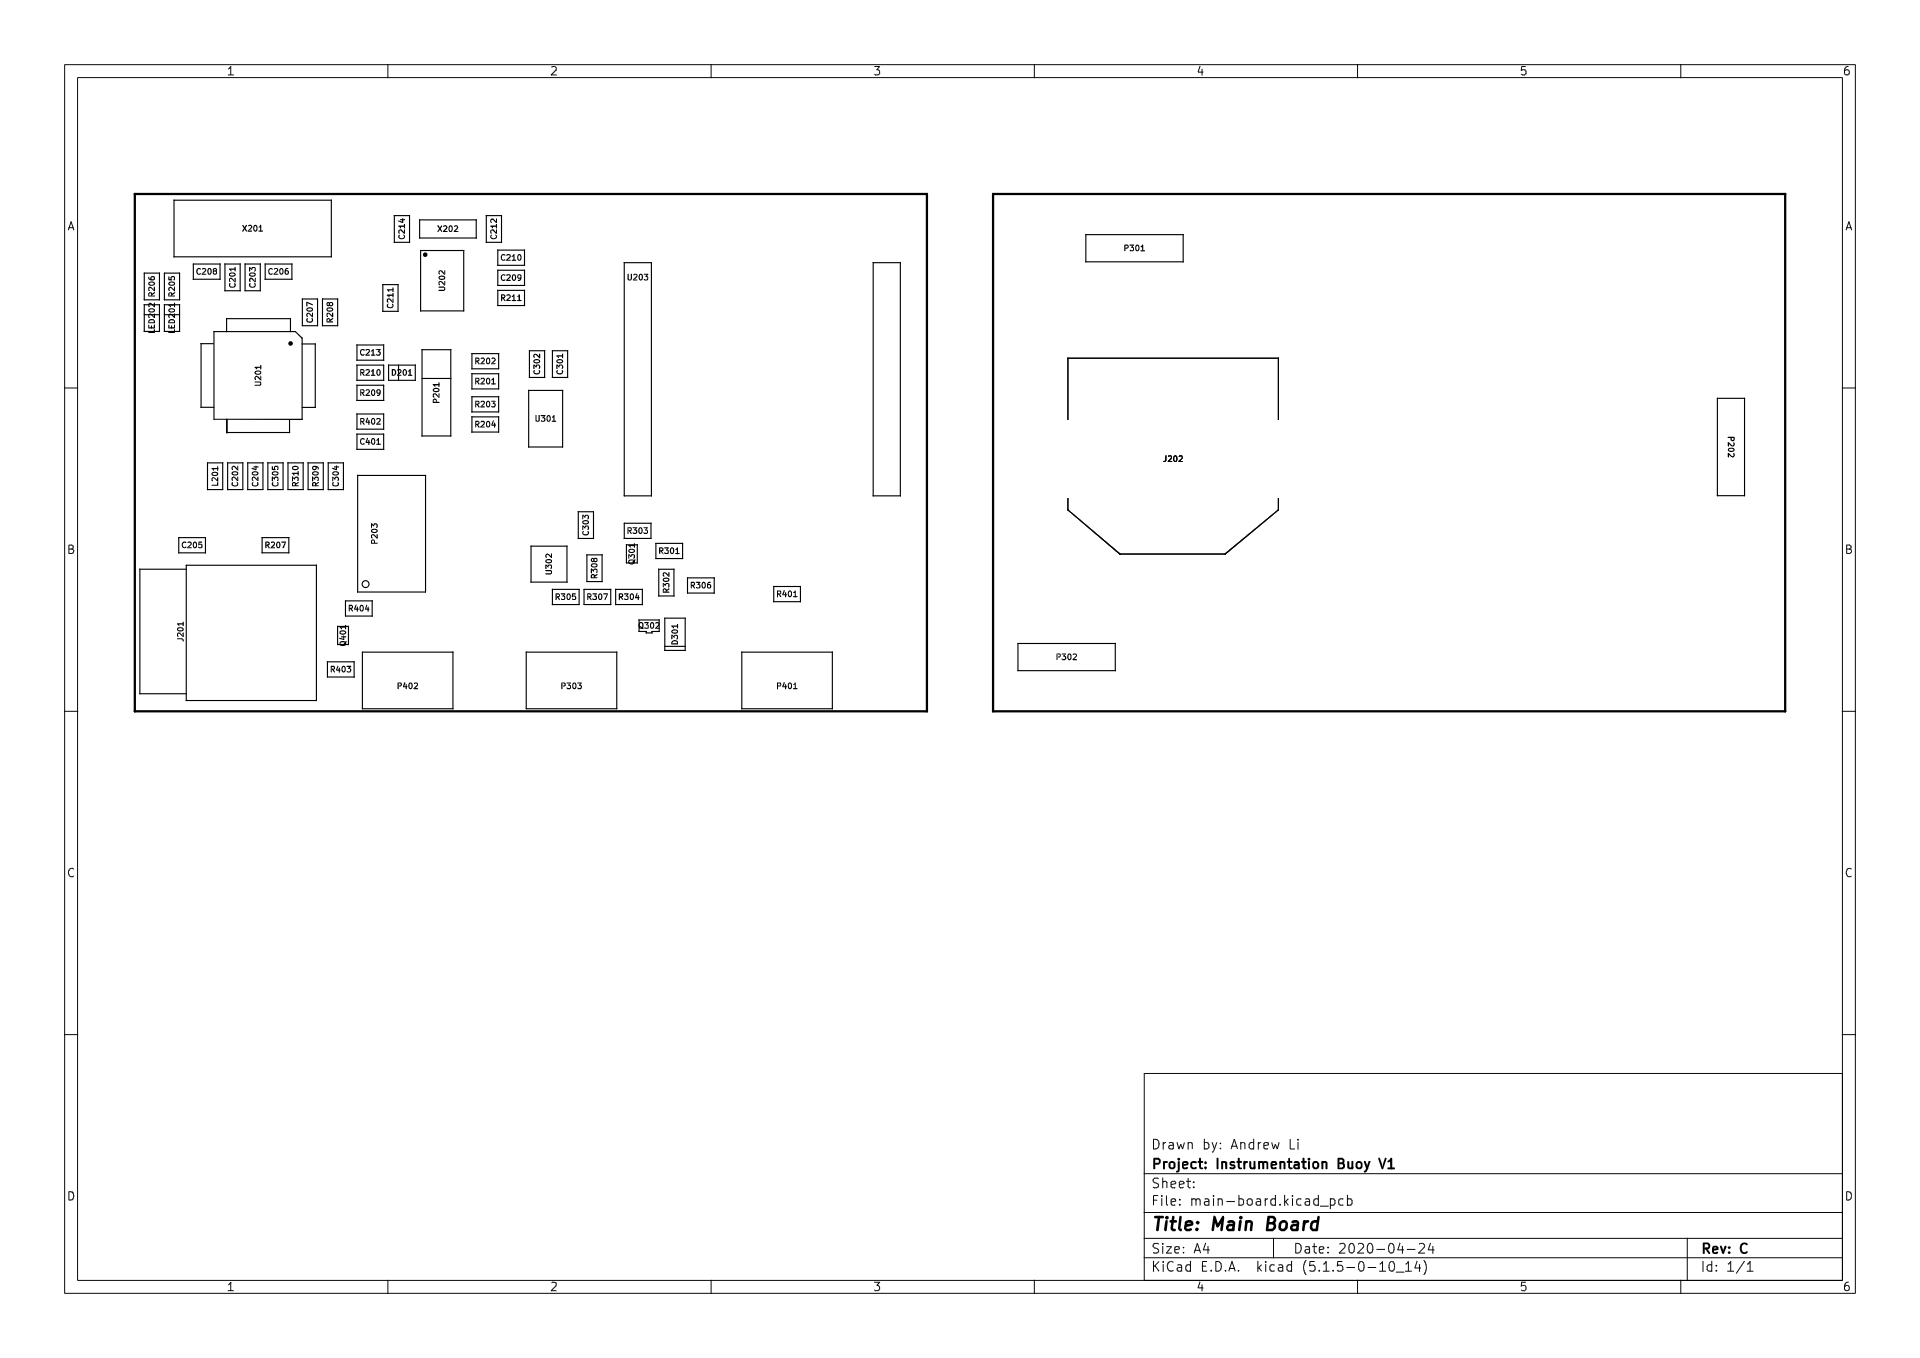 1 2 3 4 5 6
A A
X201
C214 X202 C212
P301
C210
C208 C201 C203 C206
C209
U203
R206 R205
U202
C211
R211
C207 R208
LED202 LED201
C213
R202
C302 C301
R210 D201
U201
R201
R209
P201
R203
R402
U301
R204
C401
P202
J202
L201 C202 C204 C305 R310 R309 C304
C303
R303
P203
C205 R207
B B
Q301 R301
U302
R308
R302
R306
R401
R305 R307 R304
R404
Q302
J201
Q401
D301
P302
R403
P402 P303 P401
C C
Drawn by: Andrew Li
Project: Instrumentation Buoy V1
Sheet:
D D
File: main-board.kicad_pcb
Title: Main Board
Size: A4 Date: 2020-04-24 Rev: C
KiCad E.D.A. kicad (5.1.5-0-10_14) Id: 1/1
1 2 3 4 5 6